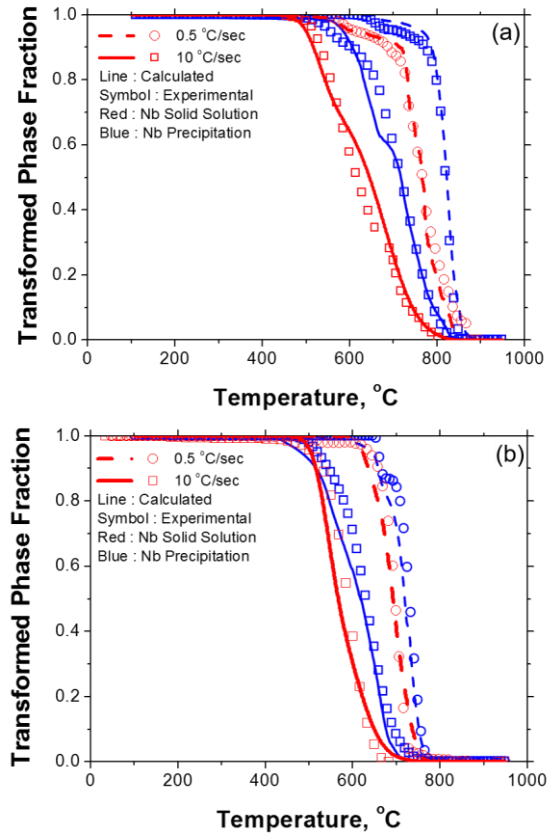 (a)
1.0
0.5 °C/sec
10 °C/sec
Line : Calculated
Symbol : Experimental
Red : Nb Solid Solution
Blue : Nb Precipitation
0.8
0.6
0.4
0.2
0.0
Transformed Phase Fraction
0 200 400 600 800 1000
Temperature, °C
(b)
1.0
0.5 °C/sec
10 °C/sec
Line : Calculated
Symbol : Experimental
Red : Nb Solid Solution
Blue : Nb Precipitation
0.8
0.6
0.4
0.2
0.0
Transformed Phase Fraction
0 200 400 600 800 1000
Temperature, °C